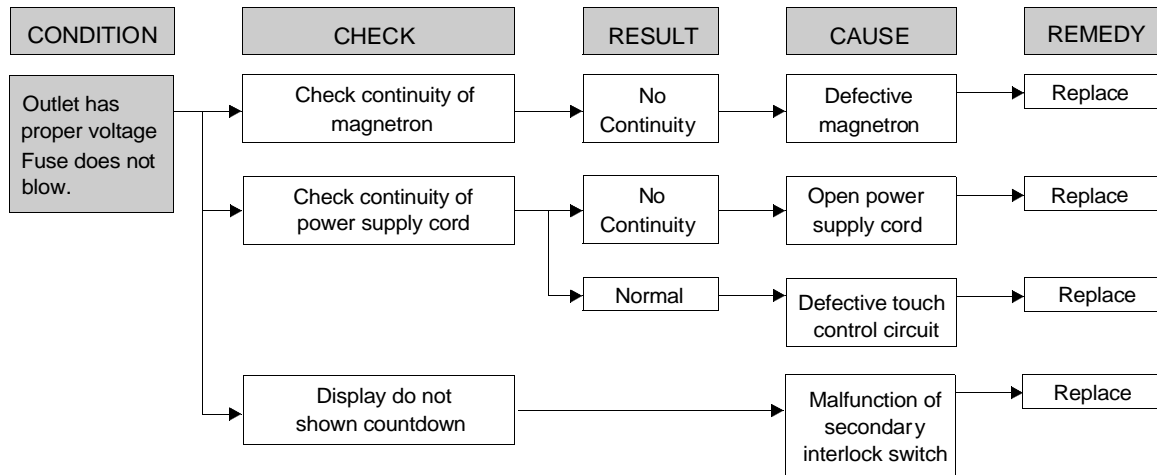 CONDITION
CHECK
RESULT
CAUSE
REMEDY
Outlet has
proper voltage
Fuse does not
blow.
Check continuity of
magnetron
No
Continuity
Defective
magnetron
Replace
Check continuity of
power supply cord
No
Continuity
Open power
supply cord
Replace
Normal
Defective touch
control circuit
Replace
Display do not
shown countdown
Malfunction of
secondary
interlock switch
Replace